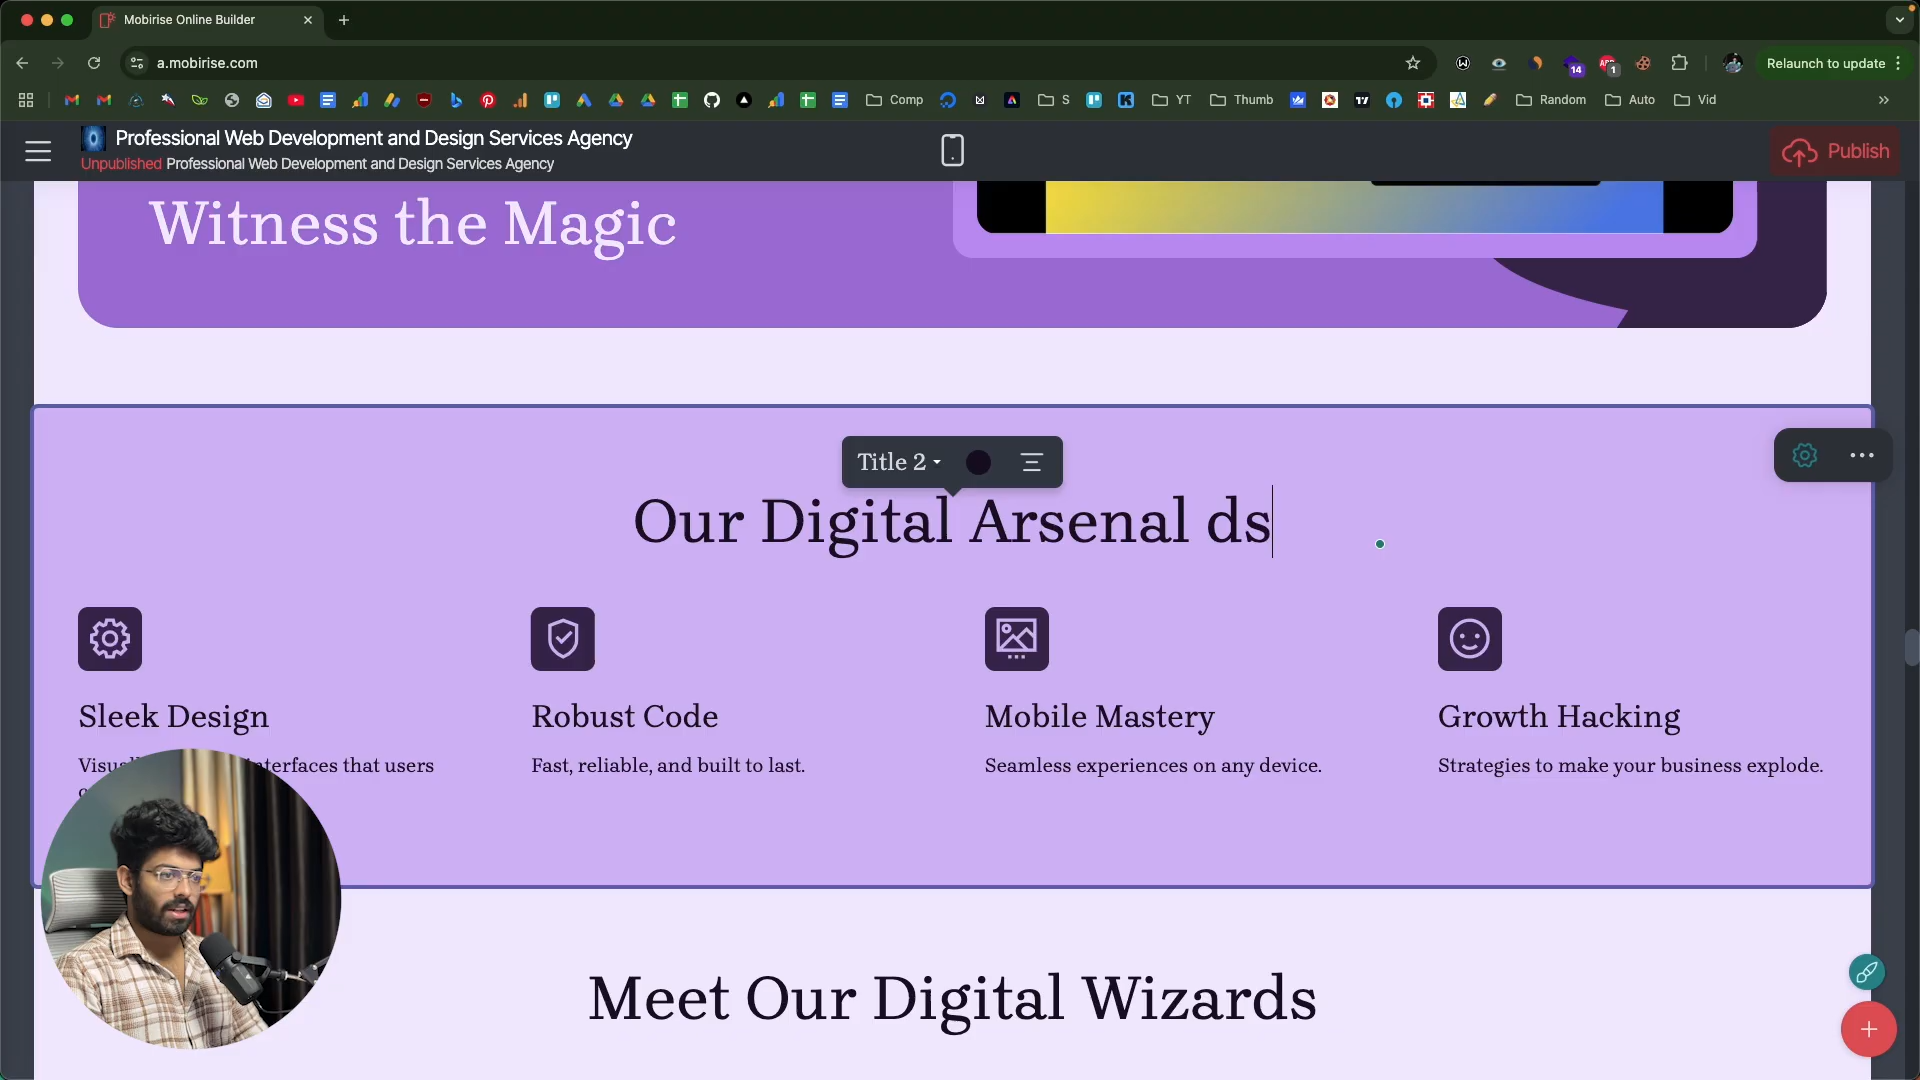 Mobirise Online Builder
a.mobirise.com
Relaunch to update
14
1
Comp
S
YT
Thumb
Random
Auto
Vid
Professional Web Development and Design Services Agency
Unpublished Professional Web Development and Design Services Agency
Publish
Witness the Magic
Title 2
Our Digital Arsenal ds
Sleek Design
Robust Code
Mobile Mastery
Growth Hacking
nterfaces that users
Fast, reliable, and built to last.
Seamless experiences on any device.
Strategies to make your business explode.
Meet Our Digital Wizards